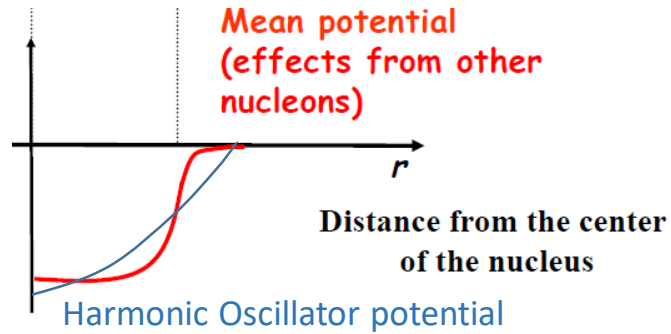 Mean potential
(effects from other
nucleons)
r
Distance from the center
of the nucleus
Harmonic Oscillator potential